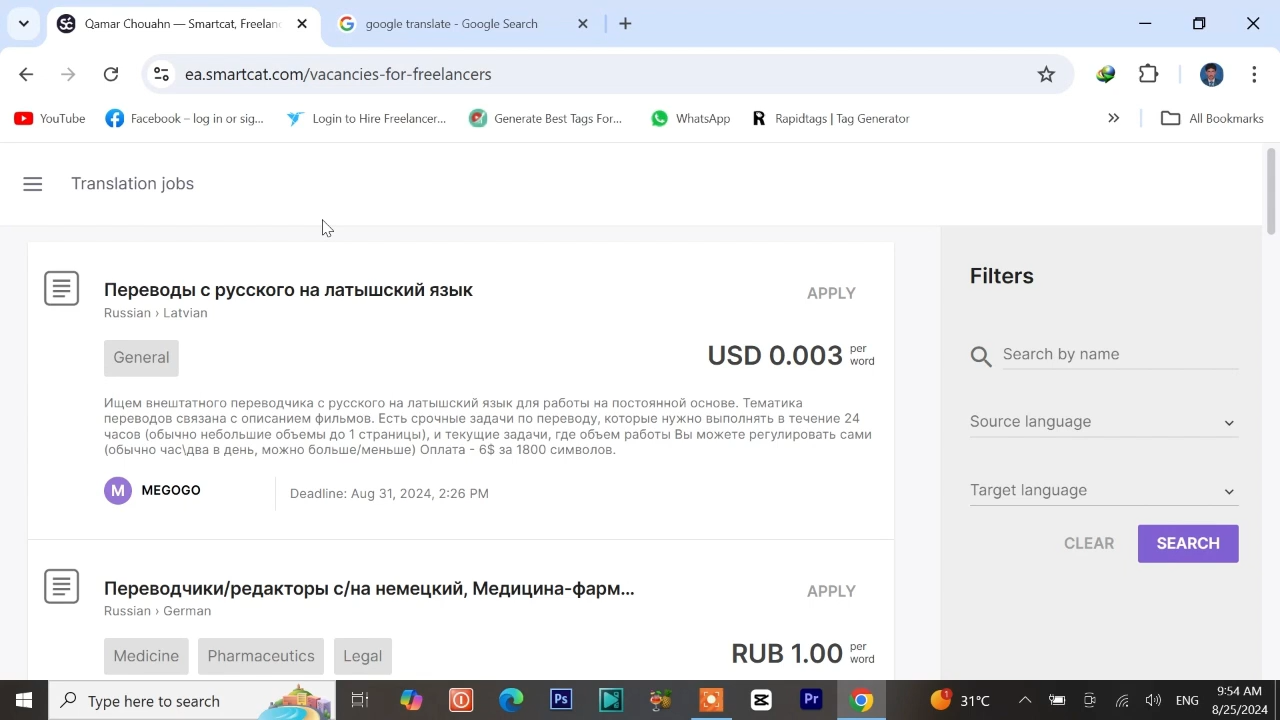 Qamar Chouahn — Smartcat, Freelanc
google translate - Google Search
ea.smartcat.com/vacancies-for-freelancers
YouTube
Facebook – log in or sig...
Login to Hire Freelancer...
Generate Best Tags For...
WhatsApp
Rapidtags | Tag Generator
All Bookmarks
Translation jobs
Переводы с русского на латышский язык
APPLY
Russian › Latvian
General
USD 0.003 per word
Ищем внештатного переводчика с русского на латышский язык для работы на постоянной основе. Тематика
переводов связана с описанием фильмов. Есть срочные задачи по переводу, которые нужно выполнять в течение 24
часов (обычно небольшие объемы до 1 страницы), и текущие задачи, где объем работы Вы можете регулировать сами
(обычно час\два в день, можно больше/меньше) Оплата - 6$ за 1800 символов.
M MEGOGO
Deadline: Aug 31, 2024, 2:26 PM
Переводчики/редакторы с/на немецкий, Медицина-фарм...
APPLY
Russian › German
Medicine
Pharmaceutics
Legal
RUB 1.00 per word
Filters
Search by name
Source language
Target language
CLEAR
SEARCH
Type here to search
Ps
Pr
1
31°C
ENG
9:54 AM
8/25/2024